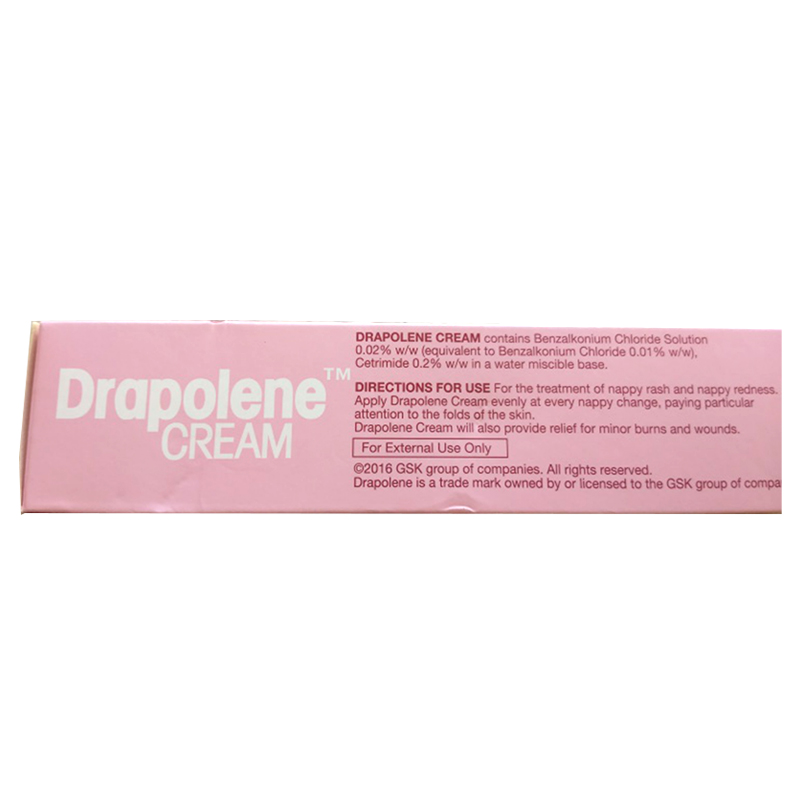 Drapolene™
CREAM
DRAPOLENE CREAM contains Benzalkonium Chloride Solution
0.02% w/w (equivalent to Benzalkonium Chloride 0.01% w/w),
Cetrimide 0.2% w/w in a water miscible base.
DIRECTIONS FOR USE For the treatment of nappy rash and nappy redness.
Apply Drapolene Cream evenly at every nappy change, paying particular
attention to the folds of the skin.
Drapolene Cream will also provide relief for minor burns and wounds.
For External Use Only
©2016 GSK group of companies. All rights reserved.
Drapolene is a trade mark owned by or licensed to the GSK group of compa